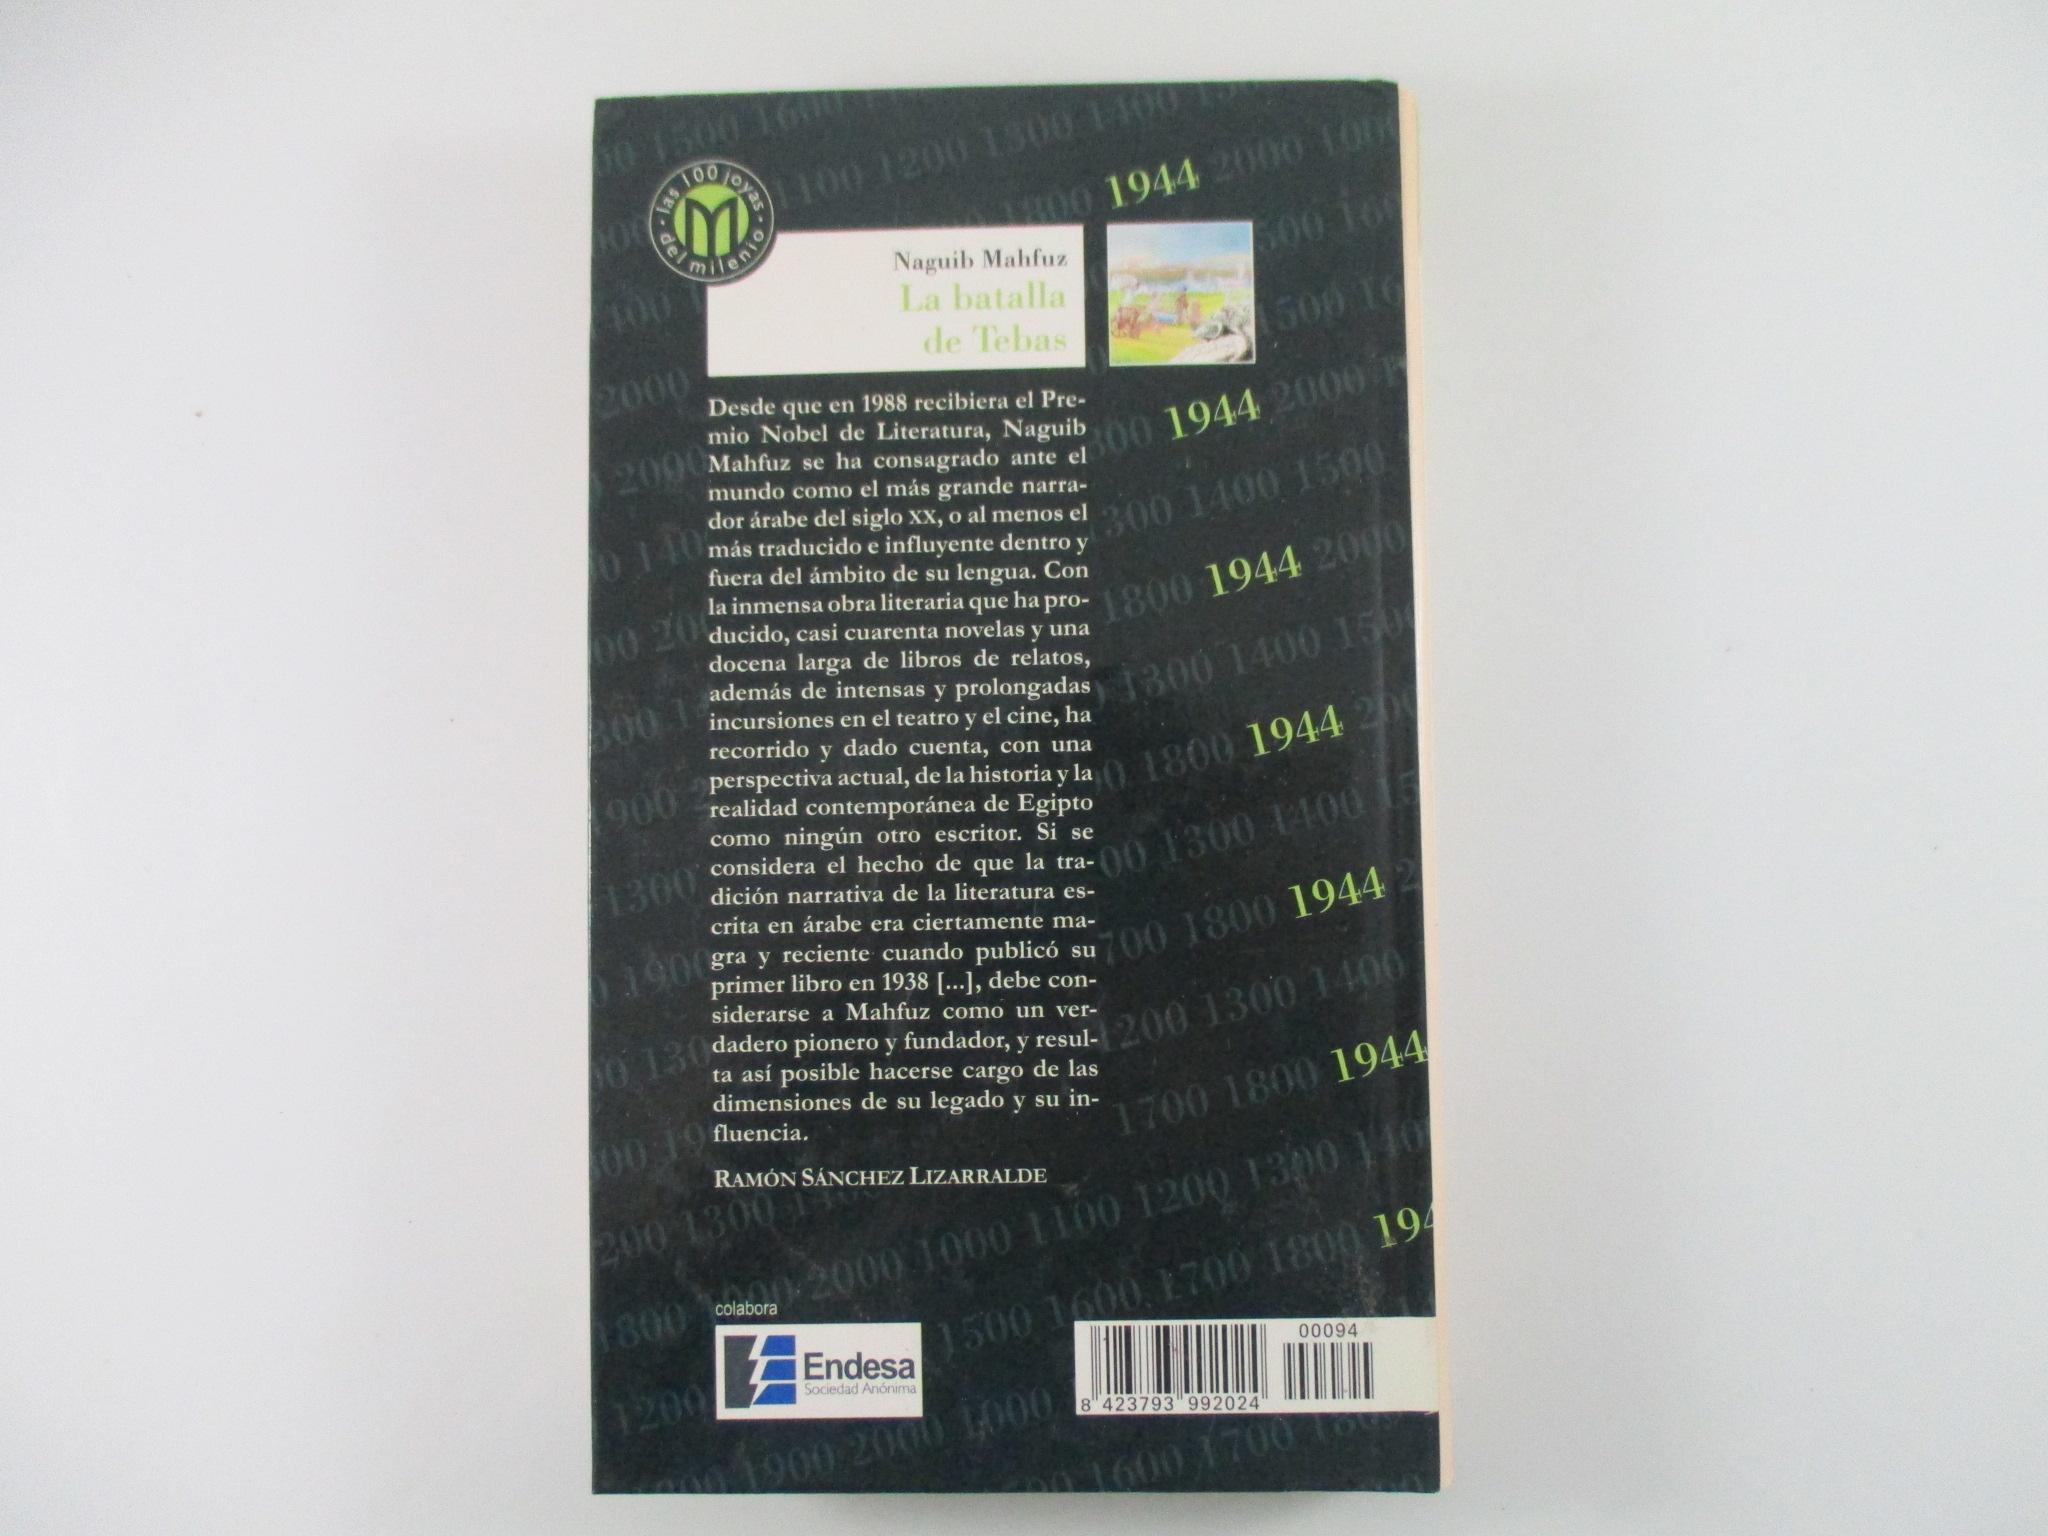 las 100 joyas
del milenio
M
Naguib Mahfuz
La batalla
de Tebas
1944
Desde que en 1988 recibiera el Pre-
mio Nobel de Literatura, Naguib
Mahfuz se ha consagrado ante el
mundo como el más grande narra-
dor árabe del siglo XX, o al menos el
más traducido e influyente dentro y
fuera del ámbito de su lengua. Con
la inmensa obra literaria que ha pro-
ducido, casi cuarenta novelas y una
docena larga de libros de relatos,
además de intensas y prolongadas
incursiones en el teatro y el cine, ha
recorrido y dado cuenta, con una
perspectiva actual, de la historia y la
realidad contemporánea de Egipto
como ningún otro escritor. Si se
considera el hecho de que la tra-
dición narrativa de la literatura es-
crita en árabe era ciertamente ma-
gra y reciente cuando publicó su
primer libro en 1938 [...], debe con-
siderarse a Mahfuz como un ver-
dadero pionero y fundador, y resul-
ta así posible hacerse cargo de las
dimensiones de su legado y su in-
fluencia.
RAMÓN SÁNCHEZ LIZARRALDE
1944
1944
1944
1944
1944
194
colabora
Endesa
Sociedad Anónima
00094
8 423793 992024